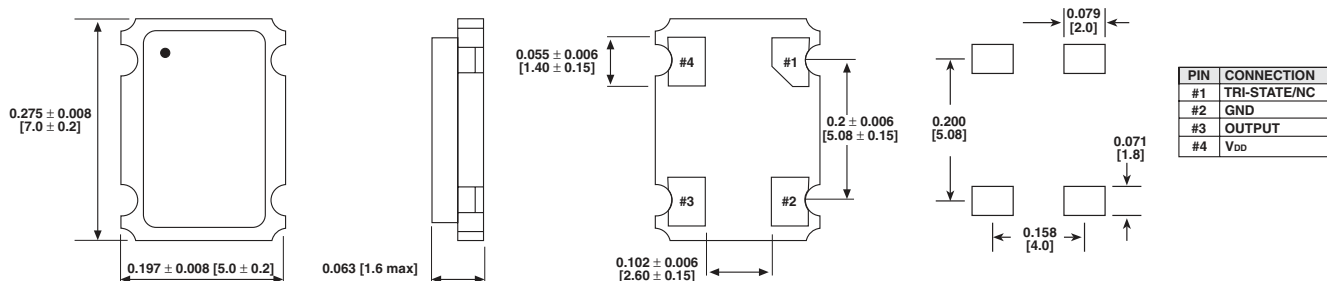 0.275 ± 0.008
[7.0 ± 0.2]
0.197 ± 0.008 [5.0 ± 0.2]
0.063 [1.6 max]
0.055 ± 0.006
[1.40 ± 0.15]
#4
#1
#3
#2
0.2 ± 0.006
[5.08 ± 0.15]
0.102 ± 0.006
[2.60 ± 0.15]
0.079
[2.0]
0.200
[5.08]
0.071
[1.8]
0.158
[4.0]
PIN CONNECTION
#1 TRI-STATE/NC
#2 GND
#3 OUTPUT
#4 VDD